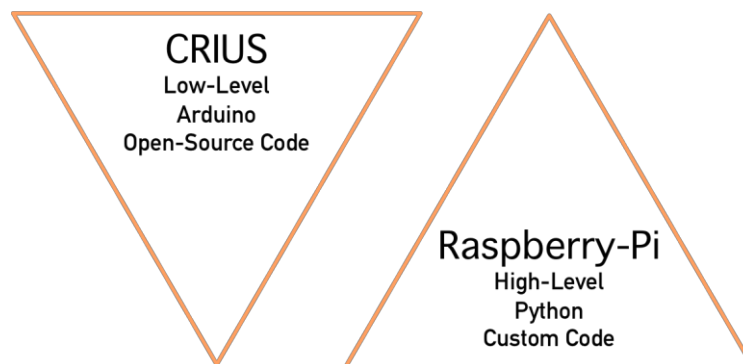 CRIUS
Low-Level
Arduino
Open-Source Code
Raspberry-Pi
High-Level
Python
Custom Code